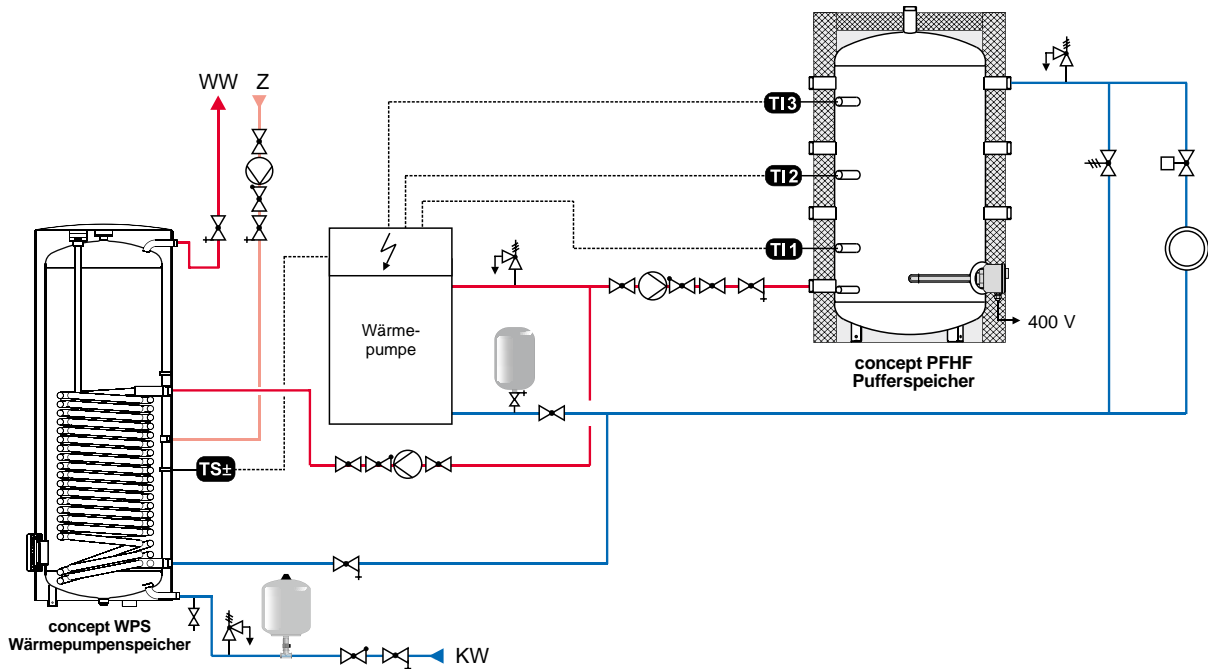 WW
Z
TI3
TI2
TI1
Wärme-
pumpe
400 V
concept PFHF
Pufferspeicher
TS±
concept WPS
Wärmepumpenspeicher
KW